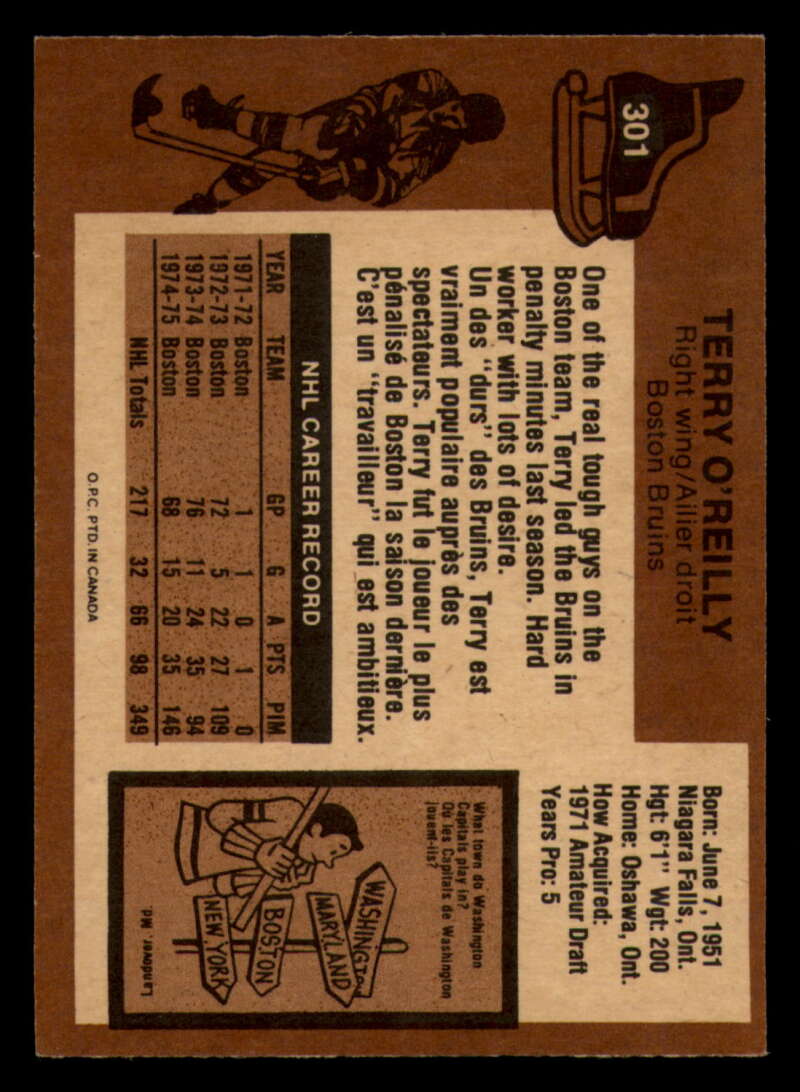 301
TERRY O'REILLY
Right wing/Ailier droit
Boston Bruins
Born: June 7, 1951
Niagara Falls, Ont.
Hgt: 6'1" Wgt: 200
Home: Oshawa, Ont.
How Acquired:
1971 Amateur Draft
Years Pro: 5
One of the real tough guys on the
Boston team, Terry led the Bruins in
penalty minutes last season. Hard
worker with lots of desire.
Un des "durs" des Bruins, Terry est
vraiment populaire auprès des
spectateurs. Terry fut le joueur le plus
pénalisé de Boston la saison dernière.
C'est un "travailleur" qui est ambitieux.
NHL CAREER RECORD
YEAR TEAM GP G A PTS PIM
1971-72 Boston 1 1 0 1 0
1972-73 Boston 72 5 22 27 109
1973-74 Boston 76 11 24 35 94
1974-75 Boston 68 15 20 35 146
NHL Totals 217 32 66 98 349
O.P.C. PTD. IN CANADA
What town do Washington
Capitals play in?
Ou les Capitals de Washington
jouent-ils?
WASHINGTON
MARYLAND
BOSTON
NEW YORK
Landover, Md.